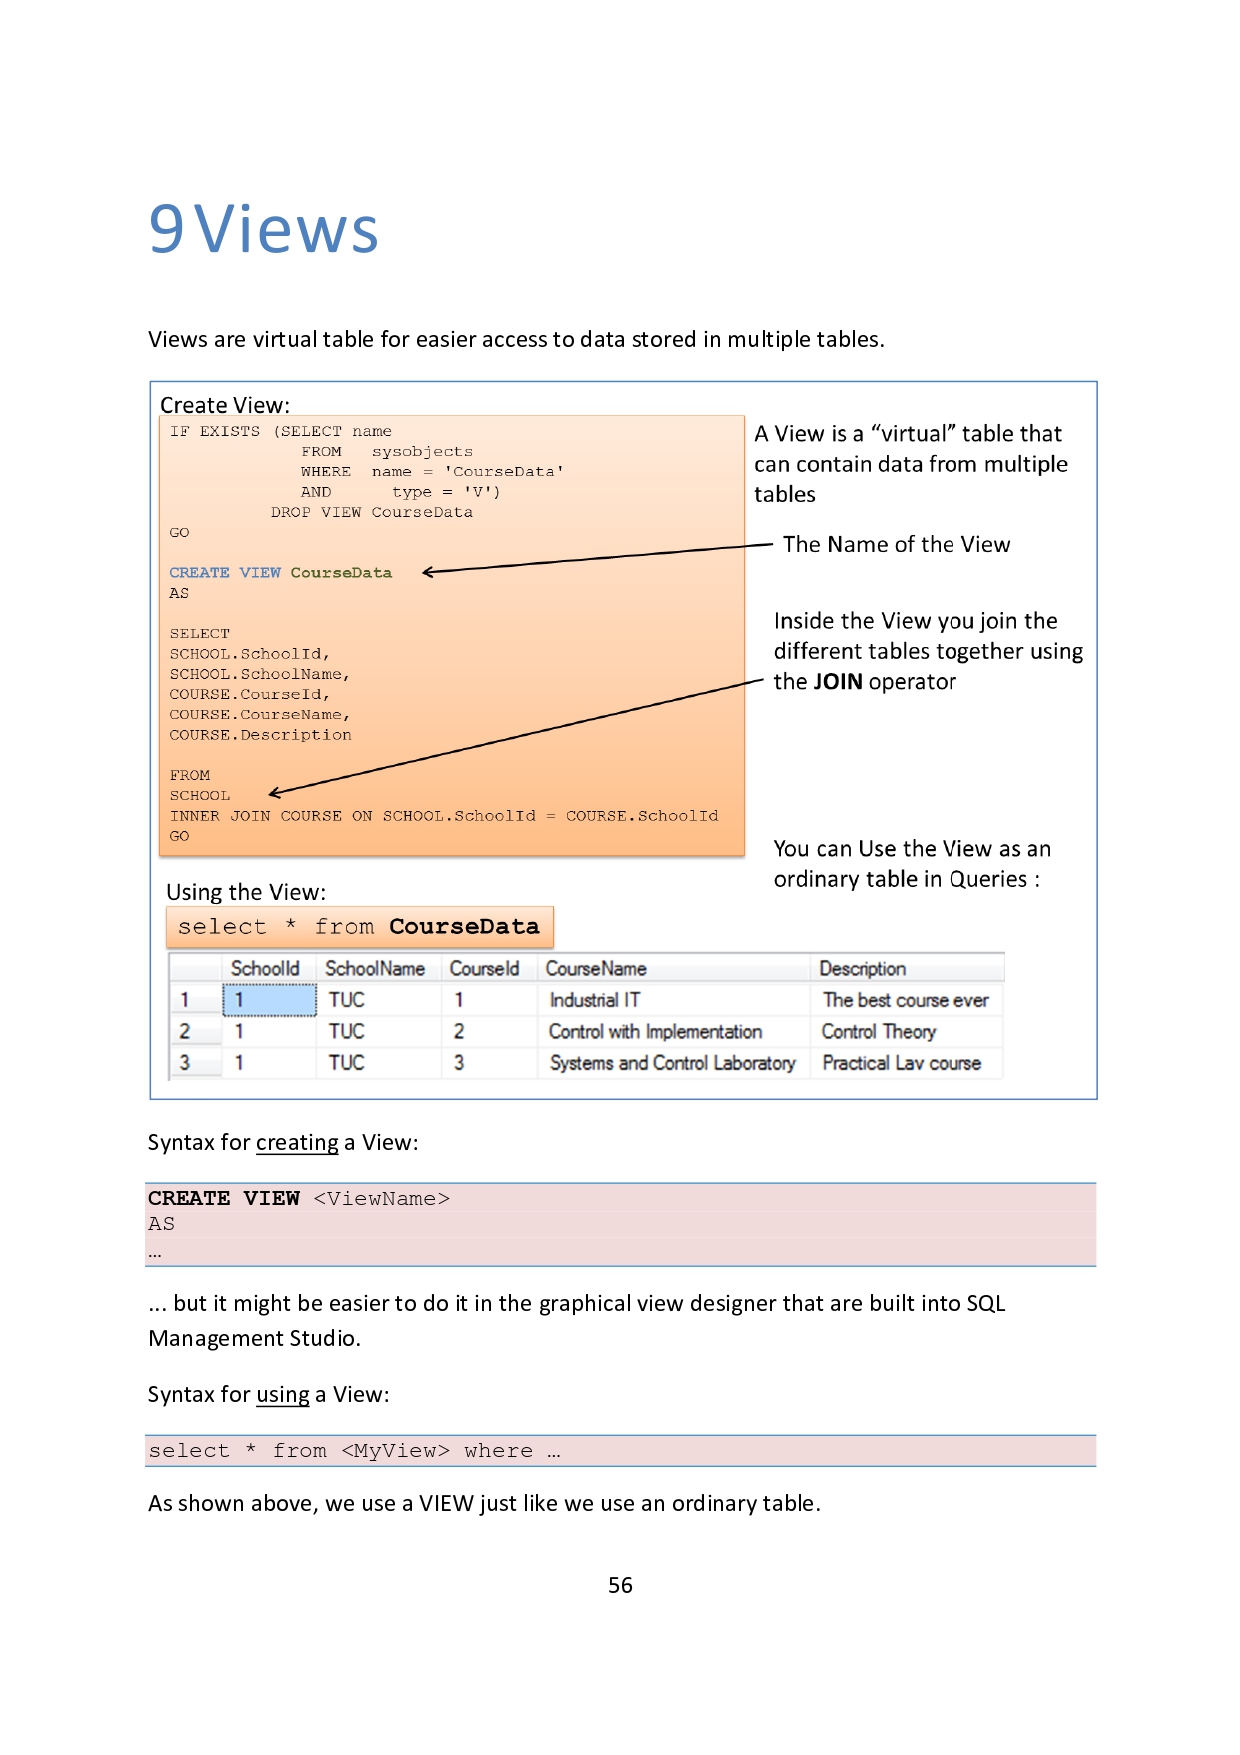 9 Views
Views are virtual table for easier access to data stored in multiple tables.
Create View:
IF EXISTS (SELECT name
FROM sysobjects
WHERE name = 'CourseData'
AND type = 'V')
DROP VIEW CourseData
GO
CREATE VIEW CourseData
AS
SELECT
SCHOOL.SchoolId,
SCHOOL.SchoolName,
COURSE.CourseId,
COURSE.CourseName,
COURSE.Description
FROM
SCHOOL
INNER JOIN COURSE ON SCHOOL.SchoolId = COURSE.SchoolId
GO
A View is a “virtual” table that
can contain data from multiple
tables
The Name of the View
Inside the View you join the
different tables together using
the JOIN operator
You can Use the View as an
ordinary table in Queries :
Using the View:
select * from CourseData
SchoolId SchoolName CourseId CourseName Description
1 1 TUC 1 Industrial IT The best course ever
2 1 TUC 2 Control with Implementation Control Theory
3 1 TUC 3 Systems and Control Laboratory Practical Lav course
Syntax for creating a View:
CREATE VIEW <ViewName>
AS
…
... but it might be easier to do it in the graphical view designer that are built into SQL
Management Studio.
Syntax for using a View:
select * from <MyView> where …
As shown above, we use a VIEW just like we use an ordinary table.
56